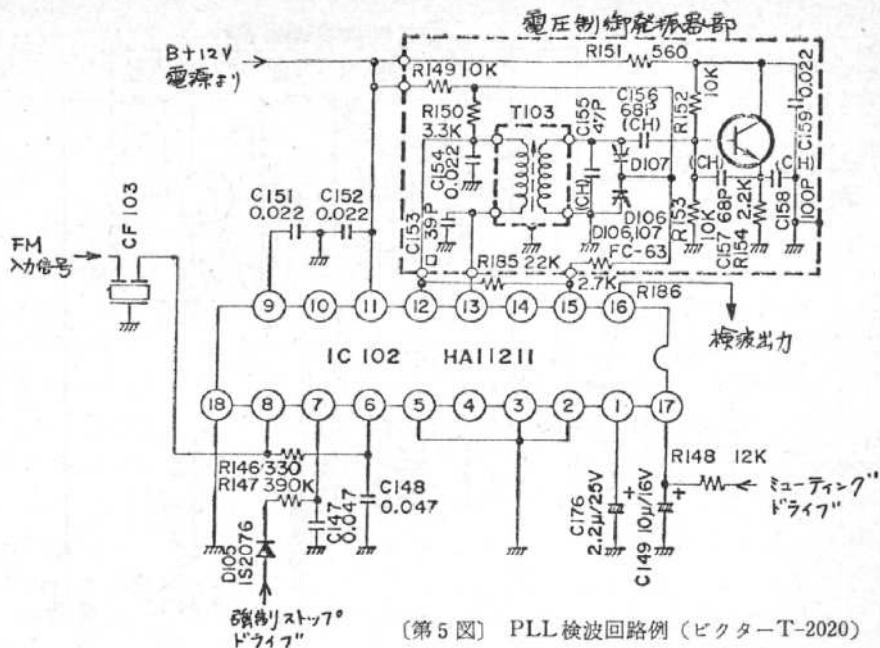 電圧制御発振器部
B+12V
電源より
R151 560
R149 10K
R150
3.3K
T103
C155
47P
(CH)
C156
68P
(CH)
R152
10K
C159 0.022
C154
0.022
D107
(CH)
(CH)
C151
0.022
C152
0.022
C153
39P
D106
D106,107
FC-63
R153
10K
C157 68P
R154 2.2K
C158
100P
CF103
FM
入力信号
R185 22K
2.7K
R186
9
10
11
12
13
14
15
16
検波出力
IC 102 HA11211
18
8
7
6
5
4
3
2
1
17
R146 330
R147 390K
C148
0.047
C147
0.047
R148 12K
ミューティング
ドライブ
C176
2.2μ/25V
+
C149 10μ/16V
+
D105
1S2076
強制ストップ
ドライブ
〔第5図〕 PLL検波回路例(ビクターT-2020)